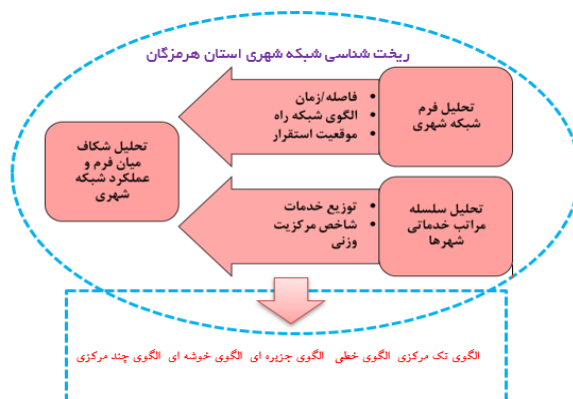 ریخت شناسی شبکه شهری استان هرمزگان
تحلیل فرم
شبکه شهری
فاصله/زمان
الگوی شبکه راه
موقعیت استقرار
تحلیل سلسله
مراتب خدماتی
شهرها
توزیع خدمات
شاخص مرکزیت
وزنی
تحلیل شکاف
میان فرم و
عملکرد شبکه
شهری
الگوی تک مرکزی الگوی خطی الگوی جزیره ای الگوی خوشه ای الگوی چند مرکزی